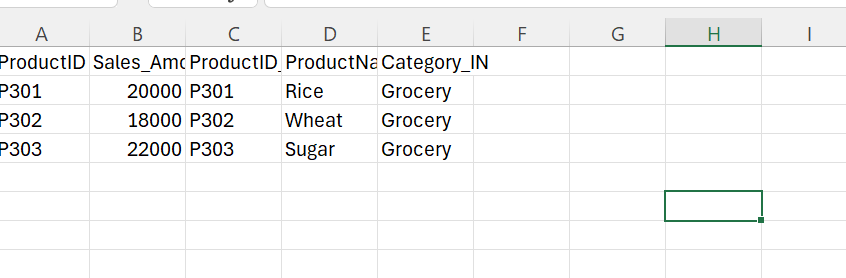 A B C D E F G H I
ProductID Sales_Amo ProductID_ ProductNa Category_IN
P301 20000 P301 Rice Grocery
P302 18000 P302 Wheat Grocery
P303 22000 P303 Sugar Grocery